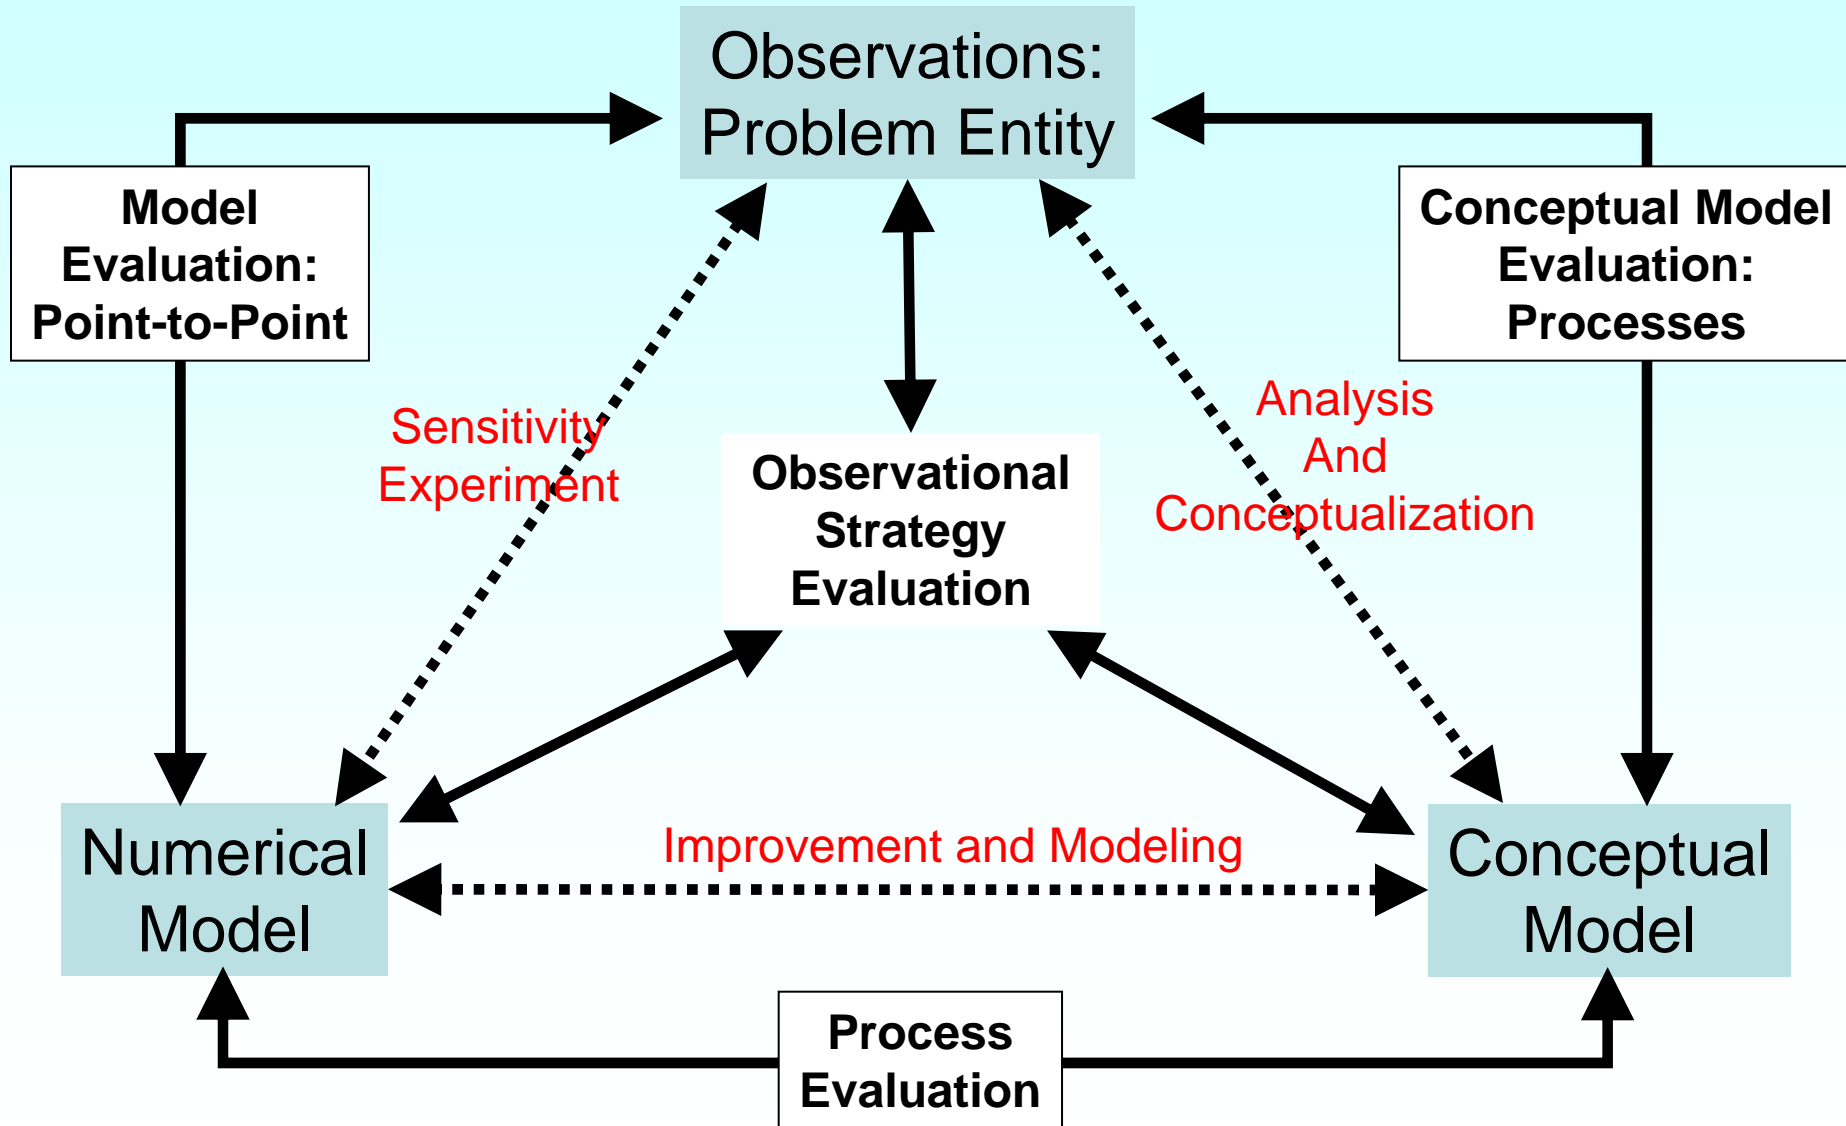 Observations:
Problem Entity
Model
Evaluation:
Point-to-Point
Conceptual Model
Evaluation:
Processes
Sensitivity
Experiment
Analysis
And
Conceptualization
Observational
Strategy
Evaluation
Numerical
Model
Improvement and Modeling
Conceptual
Model
Process
Evaluation